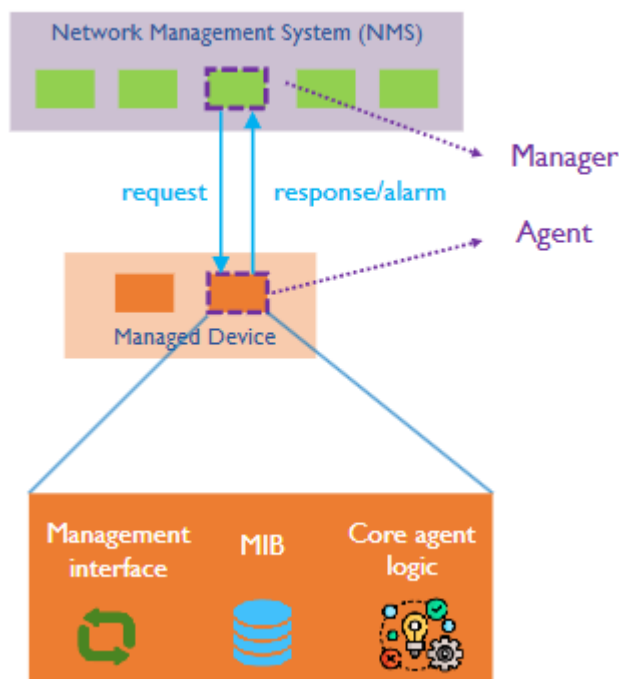 Network Management System (NMS)
Manager
request
response/alarm
Agent
Managed Device
Management
interface
MIB
Core agent
logic